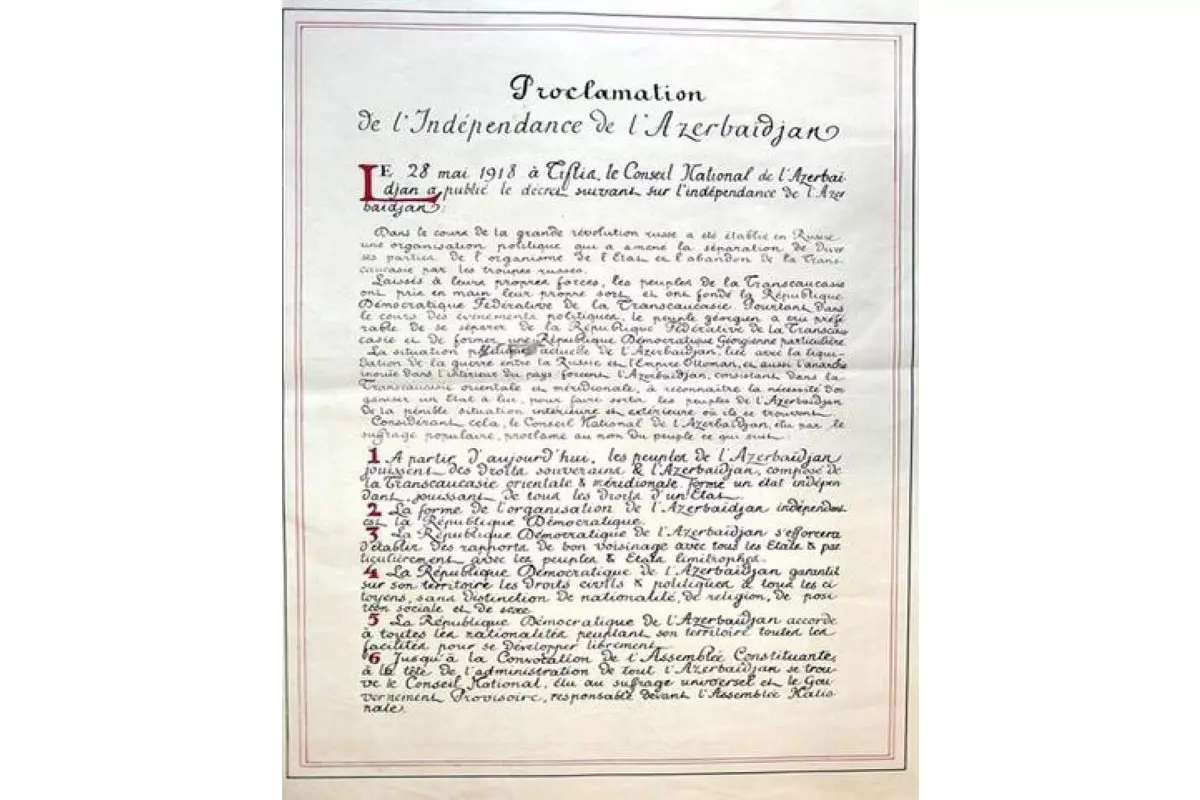 Proclamation
de l'Indépendance de l'Azerbaïdjan
LE 28 mai 1918 à Tiflis, le Conseil National de l'Azerbaï-
djan a publié le décret suivant sur l'indépendance de l'Azer
baïdjan:
Dans le cours de la grande révolution russe a été établie en Russie
une organisation politique qui a amené la séparation de diver
ses parties de l'organisme de l'Etat et l'abandon de la Trans-
caucasie par les troupes russes.
Laissés à leurs propres forces, les peuples de la Transcaucasie
ont pris en main leur propre sort et ont fondé la République
Démocratique Fédérative de la Transcaucasie. Pourtant dans
le cours des évènements politiques, le peuple géorgien a cru préfé
rable de se séparer de la République Fédérative de la Transcau
casie et de former une République Démocratique Géorgienne particulière.
La situation politique actuelle de l'Azerbaïdjan, liée avec la liqui-
dation de la guerre entre la Russie et l'Empire Ottoman, et aussi l'anarchie
inouïe dans l'intérieur du pays forcent l'Azerbaïdjan, consistant dans la
Transcaucasie orientale et méridionale, à reconnaître la nécessité d'or
ganiser un Etat à lui, pour faire sortir les peuples de l'Azerbaïdjan
de la pénible situation intérieure et extérieure où ils se trouvent.
Considérant cela, le Conseil National de l'Azerbaïdjan, élu par le
suffrage populaire, proclame au nom du peuple ce qui suit:
1 A partir d'aujourd'hui, les peuples de l'Azerbaïdjan
jouissent des droits souverains & l'Azerbaïdjan, composé de
la Transcaucasie orientale & méridionale forme un état indépen
dant, jouissant de tous les droits d'un Etat.
2 La forme de l'organisation de l'Azerbaïdjan indépendant
est la République Démocratique.
3 La République Démocratique de l'Azerbaïdjan s'efforcera
d'établir des rapports de bon voisinage avec tous les Etats & par
ticulièrement avec les peuples & Etats limitrophes.
4 La République Démocratique de l'Azerbaïdjan garantit
sur son territoire les droits civils & politiques à tous les ci
toyens, sans distinction de nationalité, de religion, de posi
tion sociale et de sexe
5 La République Démocratique de l'Azerbaïdjan accorde
à toutes les nationalités peuplant son territoire toutes les
facilités pour se développer librement.
6 Jusqu'à la Convocation de l'Assemblée Constituante,
à la tête de l'administration de tout l'Azerbaïdjan se trou
ve le Conseil National, élu au suffrage universel et le Gou
vernement Provisoire, responsable devant l'Assemblée Natio
nale.